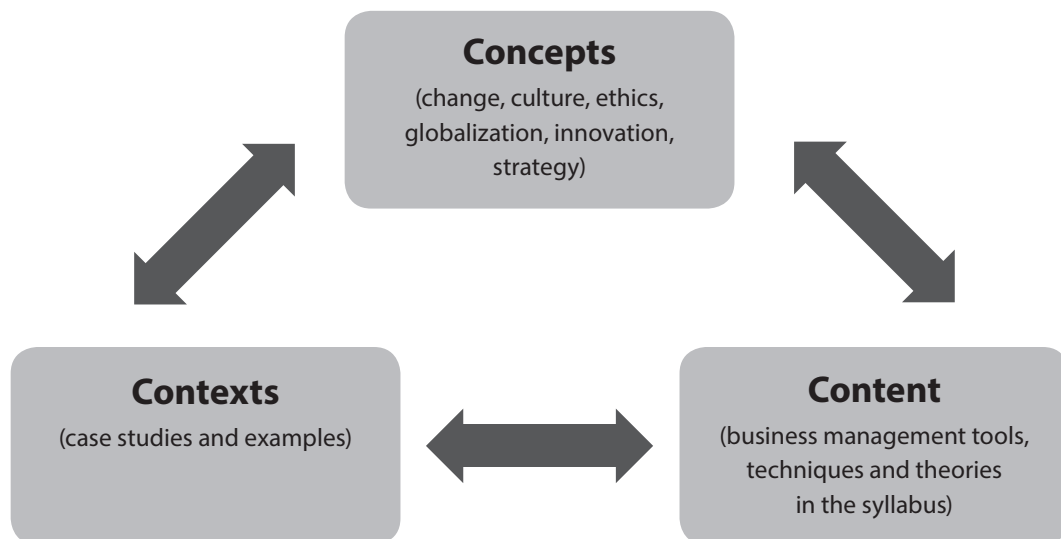 Concepts
(change, culture, ethics,
globalization, innovation,
strategy)
Contexts
(case studies and examples)
Content
(business management tools,
techniques and theories
in the syllabus)